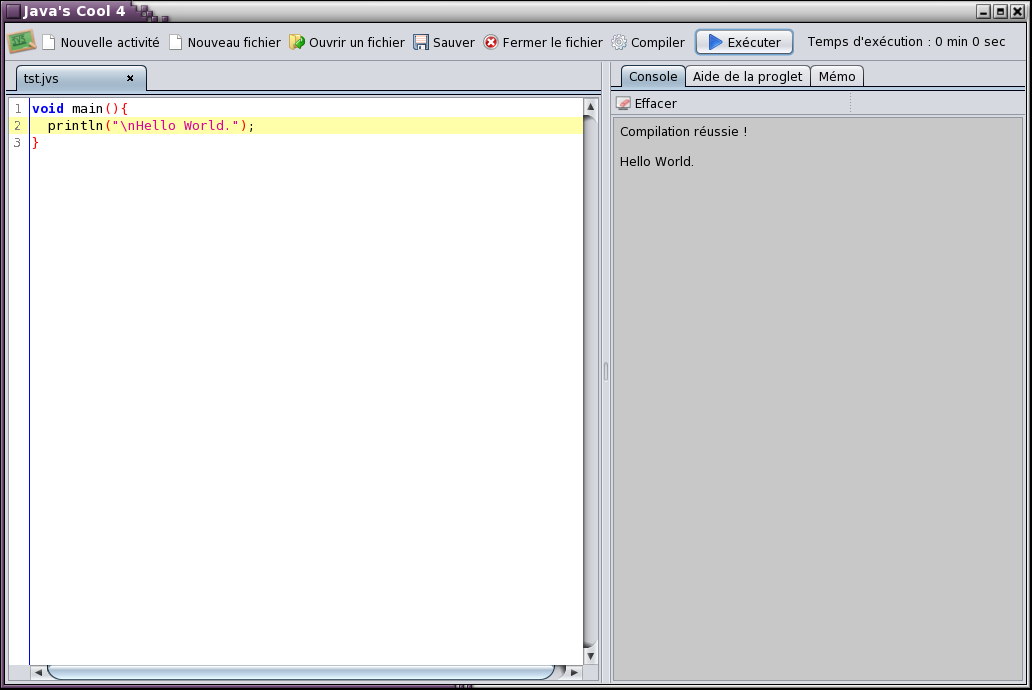 Java's Cool 4
Nouvelle activité Nouveau fichier Ouvrir un fichier Sauver Fermer le fichier Compiler Exécuter Temps d'exécution : 0 min 0 sec
tst.jvs
1 void main(){
2   println("\nHello World.");
3 }
Console Aide de la proglet Mémo
Effacer
Compilation réussie !
Hello World.